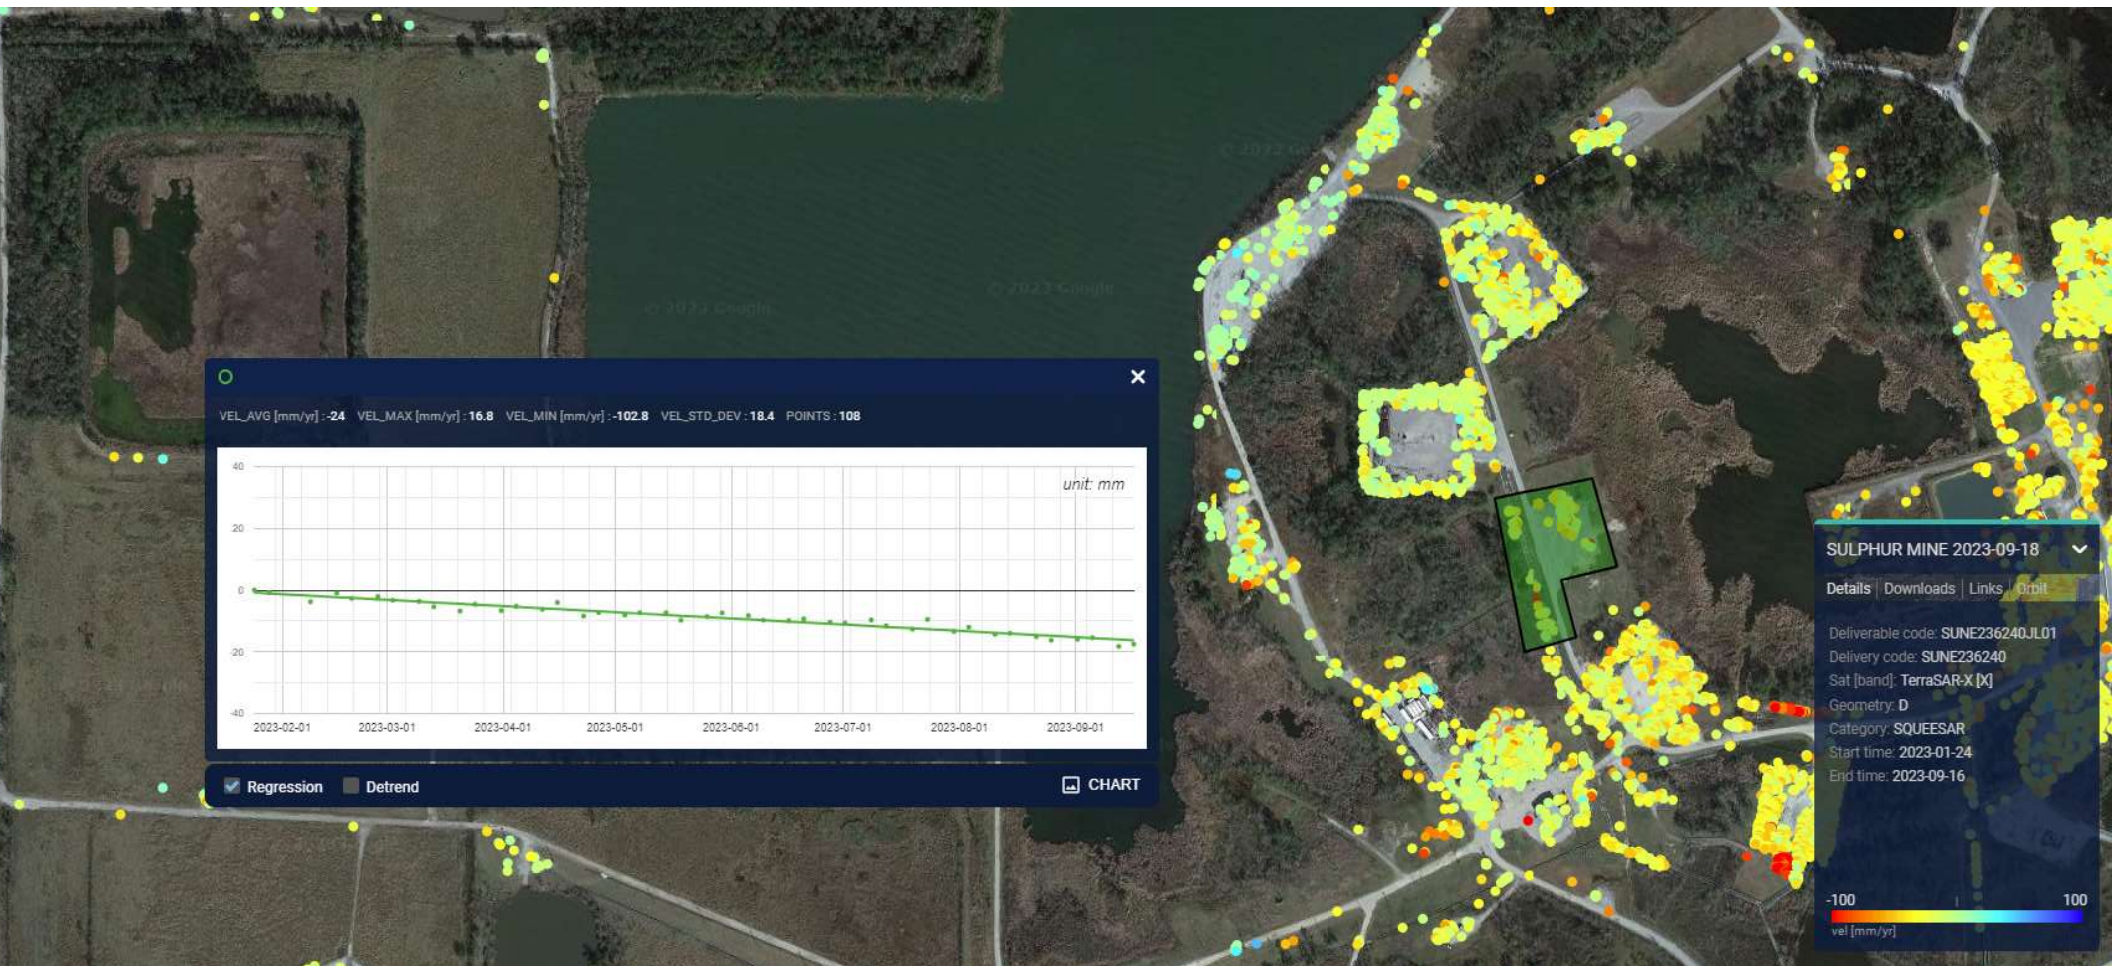 © 2023 Google
© 2023 Google
VEL_AVG [mm/yr] : -24 VEL_MAX [mm/yr] : 16.8 VEL_MIN [mm/yr] : -102.8 VEL_STD_DEV : 18.4 POINTS : 108
unit: mm
40
20
0
-20
-40
2023-02-01 2023-03-01 2023-04-01 2023-05-01 2023-06-01 2023-07-01 2023-08-01 2023-09-01
Regression Detrend CHART
SULPHUR MINE 2023-09-18
Details | Downloads | Links | Orbit
Deliverable code: SUNE236240JL01
Delivery code: SUNE236240
Sat [band]: TerraSAR-X [X]
Geometry: D
Category: SQUEESAR
Start time: 2023-01-24
End time: 2023-09-16
-100 100
vel [mm/yr]